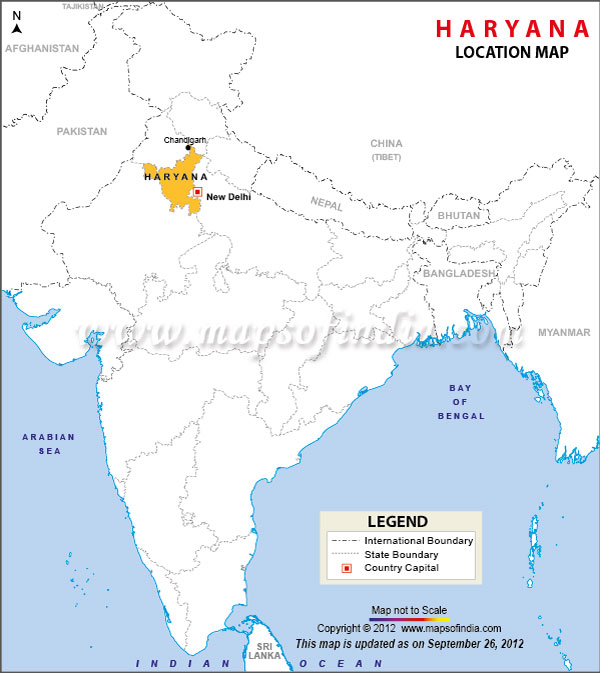 TAJIKISTAN
N
HARYANA
LOCATION MAP
AFGHANISTAN
PAKISTAN
Chandigarh
CHINA
(TIBET)
HARYANA
New Delhi
NEPAL
BHUTAN
BANGLADESH
www.mapsofindia.com
MYANMAR
BAY
OF
BENGAL
ARABIAN
SEA
LEGEND
International Boundary
State Boundary
Country Capital
Map not to Scale
Copyright © 2012 www.mapsofindia.com
This map is updated as on September 26, 2012
SRI
LANKA
INDIAN OCEAN